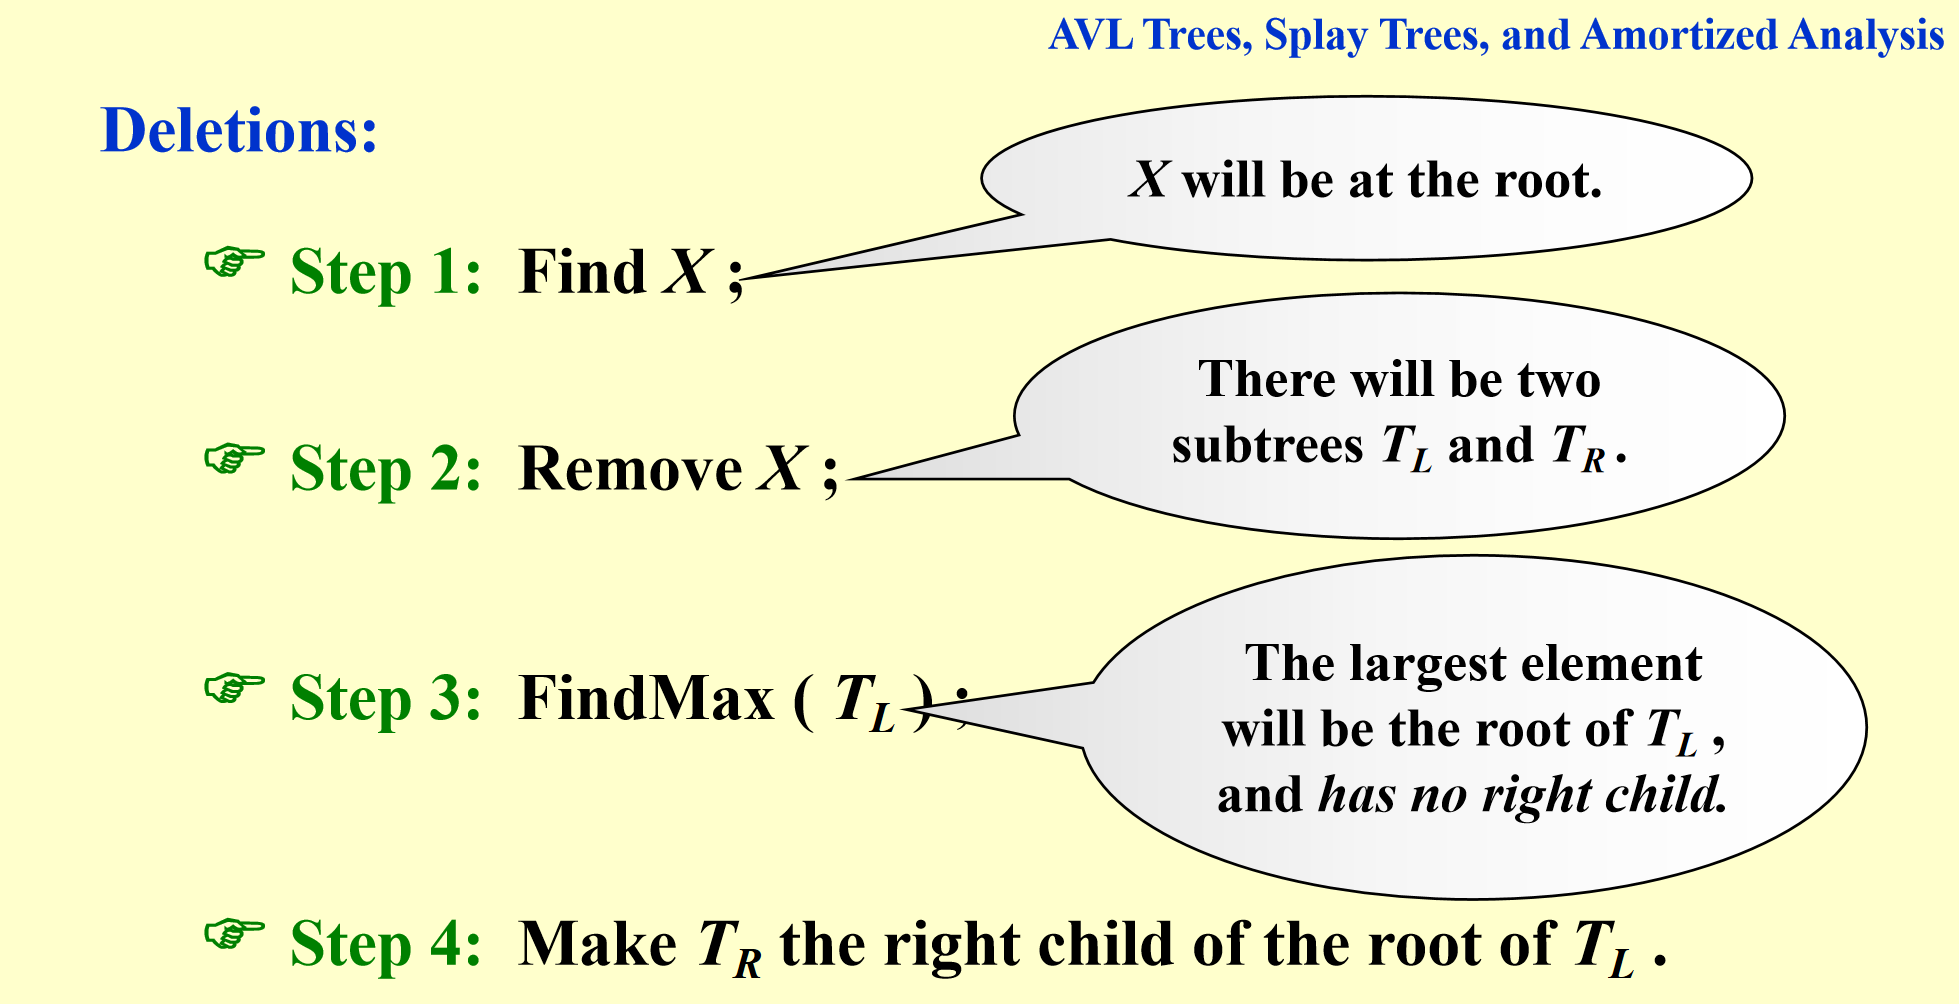 AVL Trees, Splay Trees, and Amortized Analysis
Deletions:
X will be at the root.
☞ Step 1: Find X ;
There will be two
subtrees T_L and T_R .
☞ Step 2: Remove X ;
The largest element
will be the root of T_L ,
and has no right child.
☞ Step 3: FindMax ( T_L ) ;
☞ Step 4: Make T_R the right child of the root of T_L .